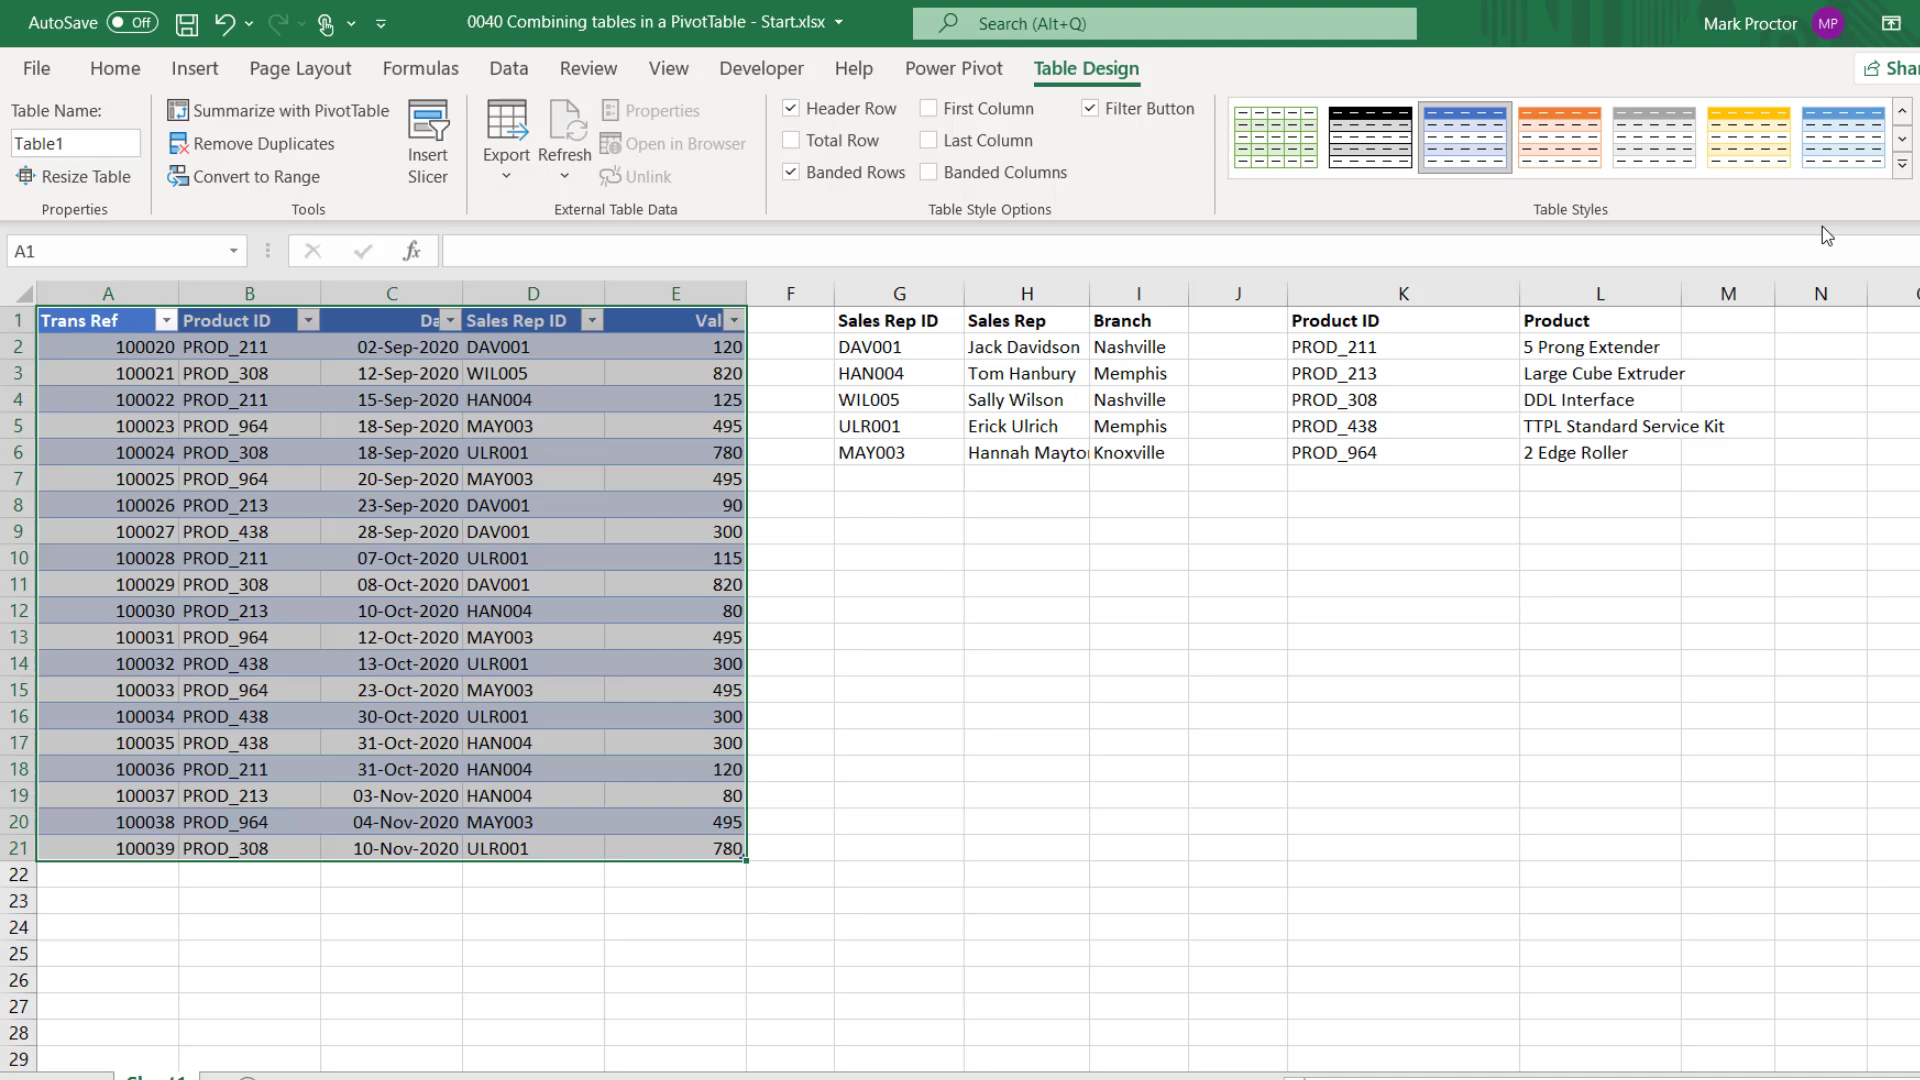 AutoSave Off 0040 Combining tables in a PivotTable - Start.xlsx Search (Alt+Q) Mark Proctor MP
File Home Insert Page Layout Formulas Data Review View Developer Help Power Pivot Table Design Shar
Table Name:
Table1
Resize Table
Properties
Summarize with PivotTable
Remove Duplicates
Convert to Range
Tools
Insert
Slicer
Export
Refresh
Properties
Open in Browser
Unlink
External Table Data
Header Row First Column Filter Button
Total Row Last Column
Banded Rows Banded Columns
Table Style Options
Table Styles
A1 fx
A B C D E F G H I J K L M N
1 Trans Ref Product ID Da Sales Rep ID Val Sales Rep ID Sales Rep Branch Product ID Product
2 100020 PROD_211 02-Sep-2020 DAV001 120 DAV001 Jack Davidson Nashville PROD_211 5 Prong Extender
3 100021 PROD_308 12-Sep-2020 WIL005 820 HAN004 Tom Hanbury Memphis PROD_213 Large Cube Extruder
4 100022 PROD_211 15-Sep-2020 HAN004 125 WIL005 Sally Wilson Nashville PROD_308 DDL Interface
5 100023 PROD_964 18-Sep-2020 MAY003 495 ULR001 Erick Ulrich Memphis PROD_438 TTPL Standard Service Kit
6 100024 PROD_308 18-Sep-2020 ULR001 780 MAY003 Hannah Mayto Knoxville PROD_964 2 Edge Roller
7 100025 PROD_964 20-Sep-2020 MAY003 495
8 100026 PROD_213 23-Sep-2020 DAV001 90
9 100027 PROD_438 28-Sep-2020 DAV001 300
10 100028 PROD_211 07-Oct-2020 ULR001 115
11 100029 PROD_308 08-Oct-2020 DAV001 820
12 100030 PROD_213 10-Oct-2020 HAN004 80
13 100031 PROD_964 12-Oct-2020 MAY003 495
14 100032 PROD_438 13-Oct-2020 ULR001 300
15 100033 PROD_964 23-Oct-2020 MAY003 495
16 100034 PROD_438 30-Oct-2020 ULR001 300
17 100035 PROD_438 31-Oct-2020 HAN004 300
18 100036 PROD_211 31-Oct-2020 HAN004 120
19 100037 PROD_213 03-Nov-2020 HAN004 80
20 100038 PROD_964 04-Nov-2020 MAY003 495
21 100039 PROD_308 10-Nov-2020 ULR001 780
22
23
24
25
26
27
28
29